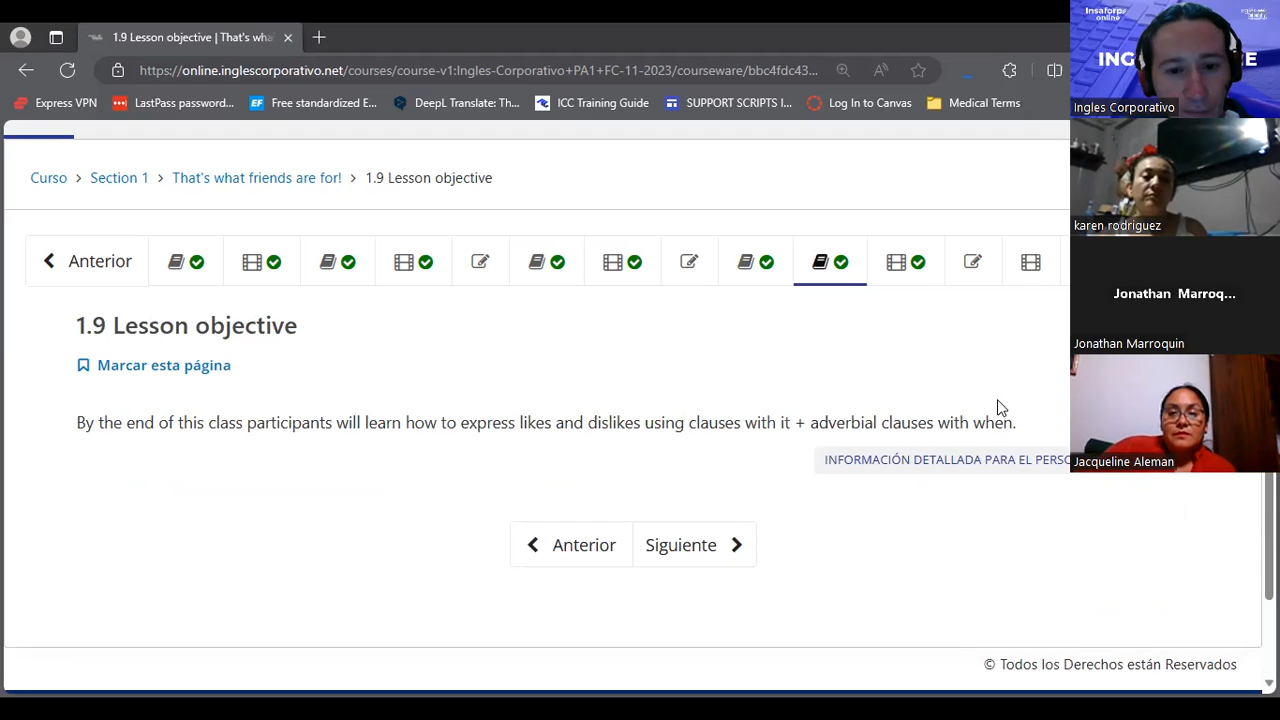 1.9 Lesson objective | That's wha
https://online.inglescorporativo.net/courses/course-v1:Ingles-Corporativo+PA1+FC-11-2023/courseware/bbc4fdc43...
Express VPN
LastPass password...
Free standardized E...
DeepL Translate: Th...
ICC Training Guide
SUPPORT SCRIPTS I...
Log In to Canvas
Medical Terms
Curso > Section 1 > That's what friends are for! > 1.9 Lesson objective
Anterior
1.9 Lesson objective
Marcar esta página
By the end of this class participants will learn how to express likes and dislikes using clauses with it + adverbial clauses with when.
INFORMACIÓN DETALLADA PARA EL PERSO
Anterior
Siguiente
© Todos los Derechos están Reservados
Insaforp
online
ING
CE
Ingles Corporativo
karen rodriguez
Jonathan Marroq...
Jonathan Marroquin
Jacqueline Aleman